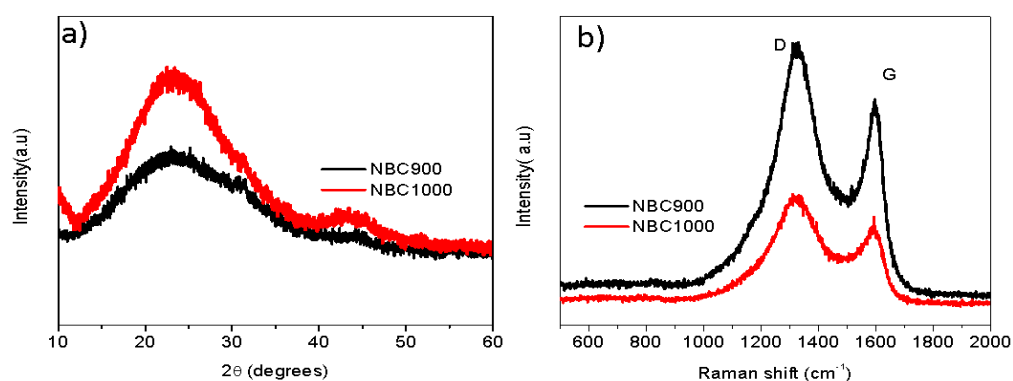 a)
Intensity(a.u)
NBC900
NBC1000
10 20 30 40 50 60
2θ (degrees)
b)
D
G
Intensity( a.u)
NBC900
NBC1000
600 800 1000 1200 1400 1600 1800 2000
Raman shift (cm⁻¹)